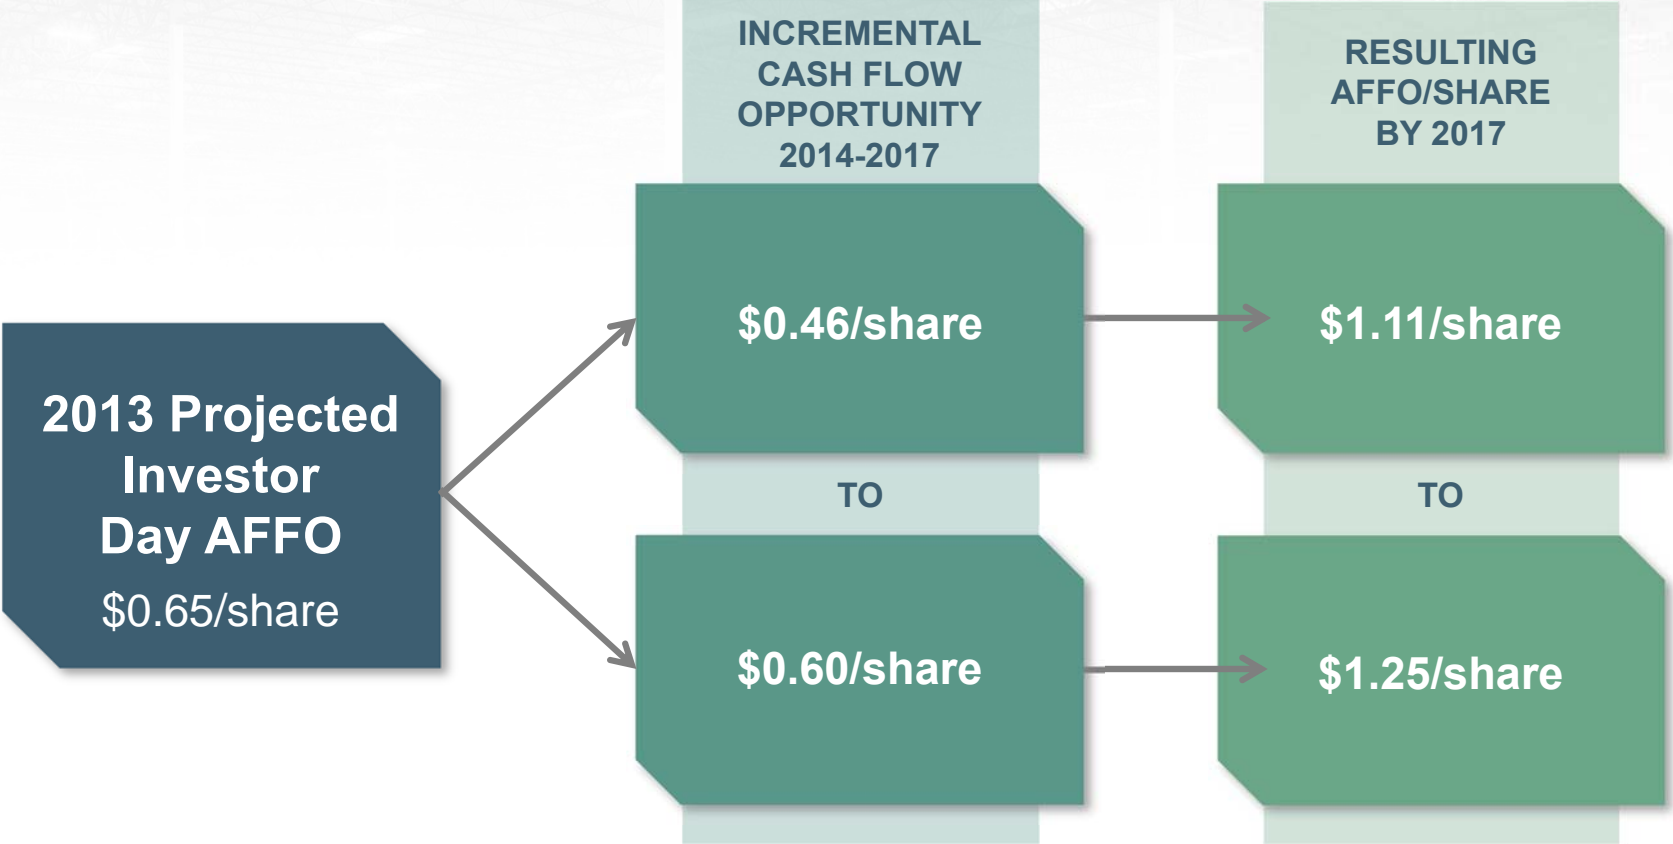 INCREMENTAL
CASH FLOW
OPPORTUNITY
2014-2017
RESULTING
AFFO/SHARE
BY 2017
2013 Projected
Investor
Day AFFO
$0.65/share
$0.46/share
$1.11/share
TO
TO
$0.60/share
$1.25/share